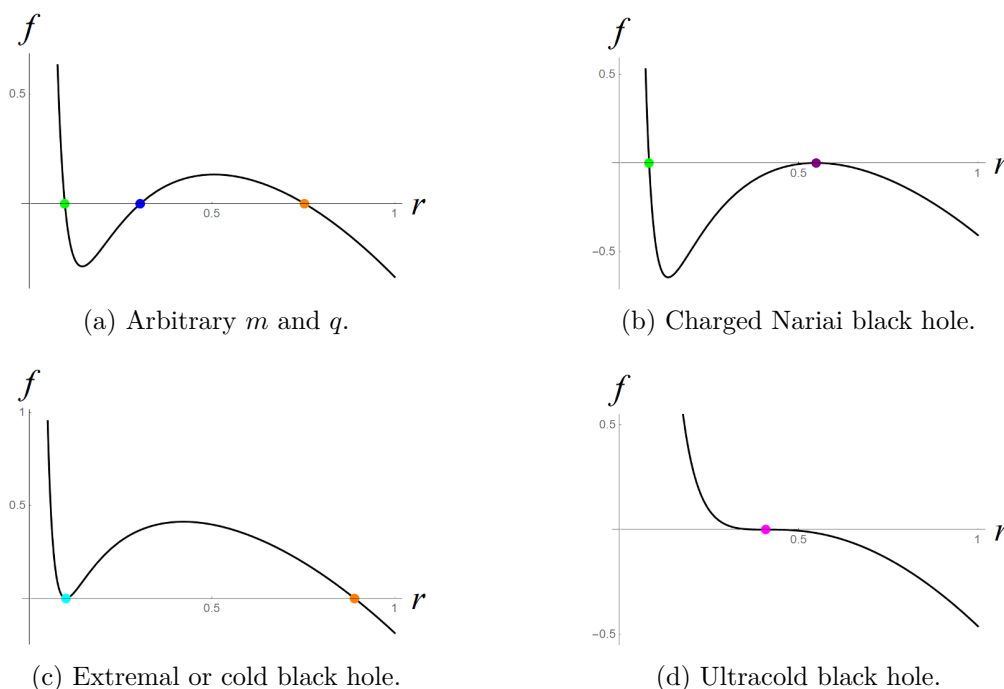 f
0.5
0.5
1
r
(a) Arbitrary m and q.
f
0.5
0.5
1
r
−0.5
(b) Charged Nariai black hole.
f
1
0.5
0.5
1
r
(c) Extremal or cold black hole.
f
0.5
0.5
1
r
−0.5
(d) Ultracold black hole.